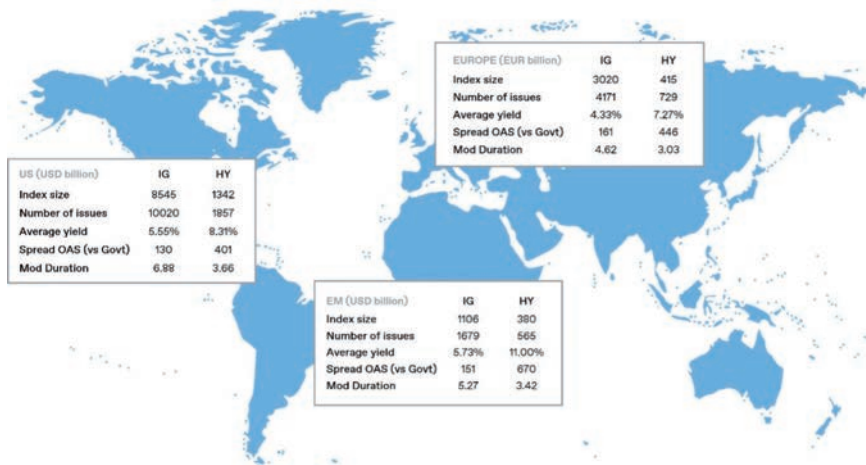 EUROPE (EUR billion) IG HY
Index size 3020 415
Number of issues 4171 729
Average yield 4.33% 7.27%
Spread OAS (vs Govt) 161 446
Mod Duration 4.62 3.03
US (USD billion) IG HY
Index size 8545 1342
Number of issues 10020 1857
Average yield 5.55% 8.31%
Spread OAS (vs Govt) 130 401
Mod Duration 6.88 3.66
EM (USD billion) IG HY
Index size 1106 380
Number of issues 1679 565
Average yield 5.73% 11.00%
Spread OAS (vs Govt) 151 670
Mod Duration 5.27 3.42